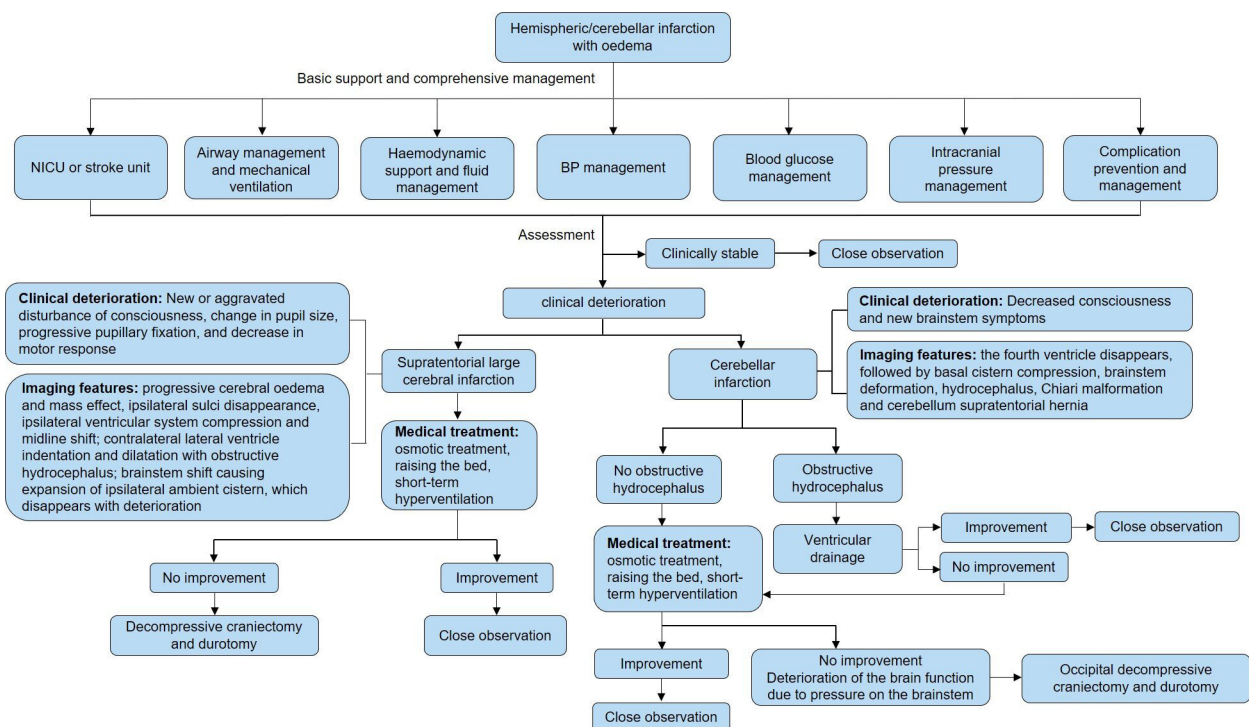 Hemispheric/cerebellar infarction
with oedema
Basic support and comprehensive management
NICU or stroke unit
Airway management
and mechanical
ventilation
Haemodynamic
support and fluid
management
BP management
Blood glucose
management
Intracranial
pressure
management
Complication
prevention and
management
Assessment
Clinically stable
Close observation
clinical deterioration
Clinical deterioration: New or aggravated
disturbance of consciousness, change in pupil size,
progressive pupillary fixation, and decrease in
motor response
Imaging features: progressive cerebral oedema
and mass effect, ipsilateral sulci disappearance,
ipsilateral ventricular system compression and
midline shift; contralateral lateral ventricle
indentation and dilatation with obstructive
hydrocephalus; brainstem shift causing
expansion of ipsilateral ambient cistern, which
disappears with deterioration
Supratentorial large
cerebral infarction
Medical treatment:
osmotic treatment,
raising the bed,
short-term
hyperventilation
No improvement
Improvement
Decompressive craniectomy
and durotomy
Close observation
Clinical deterioration: Decreased consciousness
and new brainstem symptoms
Imaging features: the fourth ventricle disappears,
followed by basal cistern compression, brainstem
deformation, hydrocephalus, Chiari malformation
and cerebellum supratentorial hernia
Cerebellar
infarction
No obstructive
hydrocephalus
Obstructive
hydrocephalus
Medical treatment:
osmotic treatment,
raising the bed, short-
term hyperventilation
Ventricular
drainage
Improvement
Close observation
No improvement
Improvement
Close observation
No improvement
Deterioration of the brain function
due to pressure on the brainstem
Occipital decompressive
craniectomy and durotomy